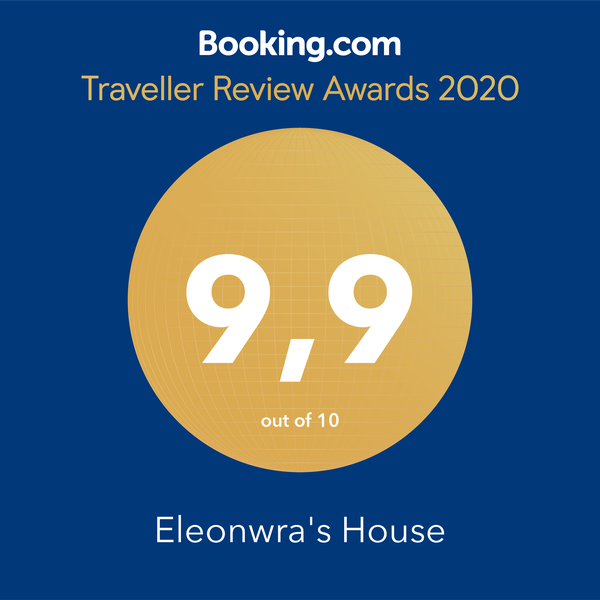 Booking.com
Traveller Review Awards 2020
9,9
out of 10
Eleonwra's House